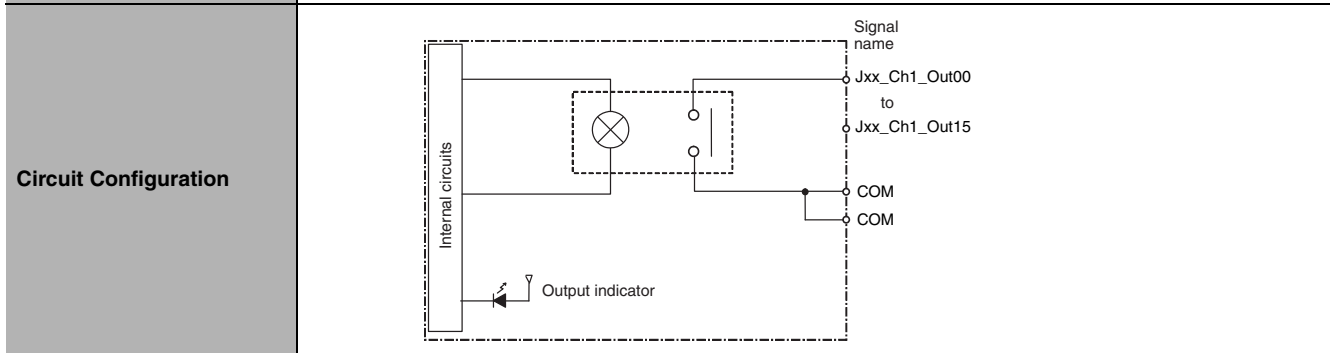 Circuit Configuration
Signal
name
Jxx_Ch1_Out00
to
Jxx_Ch1_Out15
Internal circuits
COM
COM
Output indicator